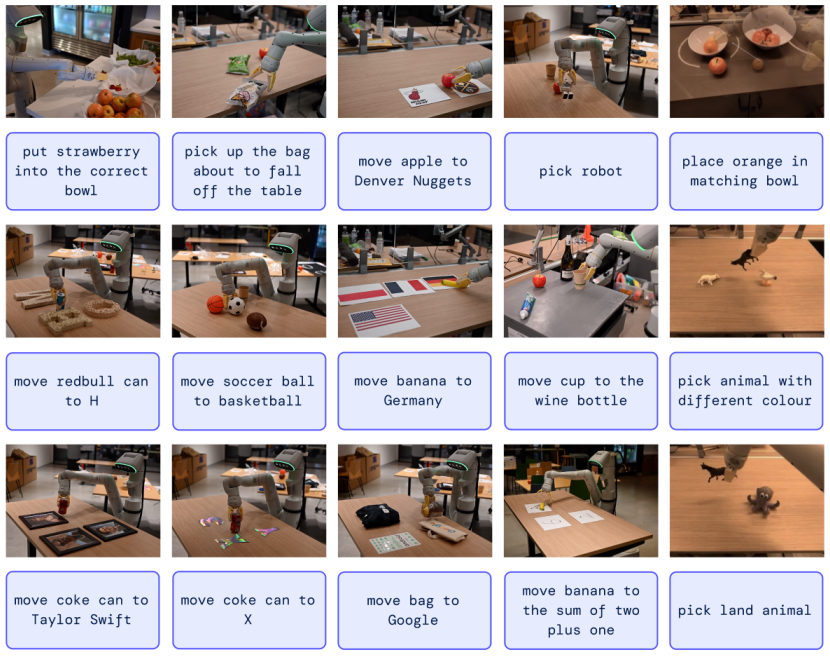 put strawberry
into the correct
bowl
pick up the bag
about to fall
off the table
move apple to
Denver Nuggets
pick robot
place orange in
matching bowl
move redbull can
to H
move soccer ball
to basketball
move banana to
Germany
move cup to the
wine bottle
pick animal with
different colour
move coke can to
Taylor Swift
move coke can to
X
move bag to
Google
move banana to
the sum of two
plus one
pick land animal